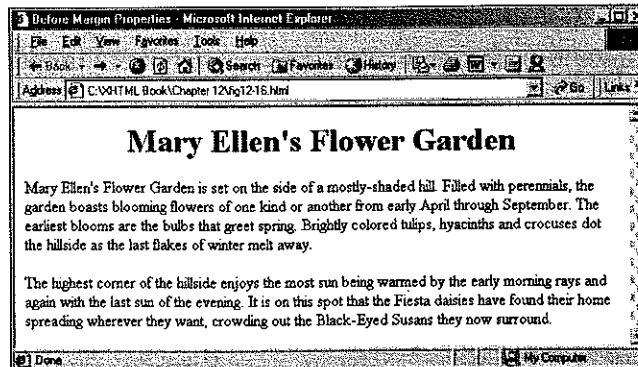 Before Margin Properties - Microsoft Internet Explorer
File Edit View Favorites Tools Help
Back Search Favorites History
Address C:\XHTML Book\Chapter 12\fig12-16.html Go Links
Mary Ellen's Flower Garden
Mary Ellen's Flower Garden is set on the side of a mostly-shaded hill. Filled with perennials, the
garden boasts blooming flowers of one kind or another from early April through September. The
earliest blooms are the bulbs that greet spring. Brightly colored tulips, hyacinths and crocuses dot
the hillside as the last flakes of winter melt away.
The highest corner of the hillside enjoys the most sun being warmed by the early morning rays and
again with the last sun of the evening. It is on this spot that the Fiesta daisies have found their home
spreading wherever they want, crowding out the Black-Eyed Susans they now surround.
Done My Computer